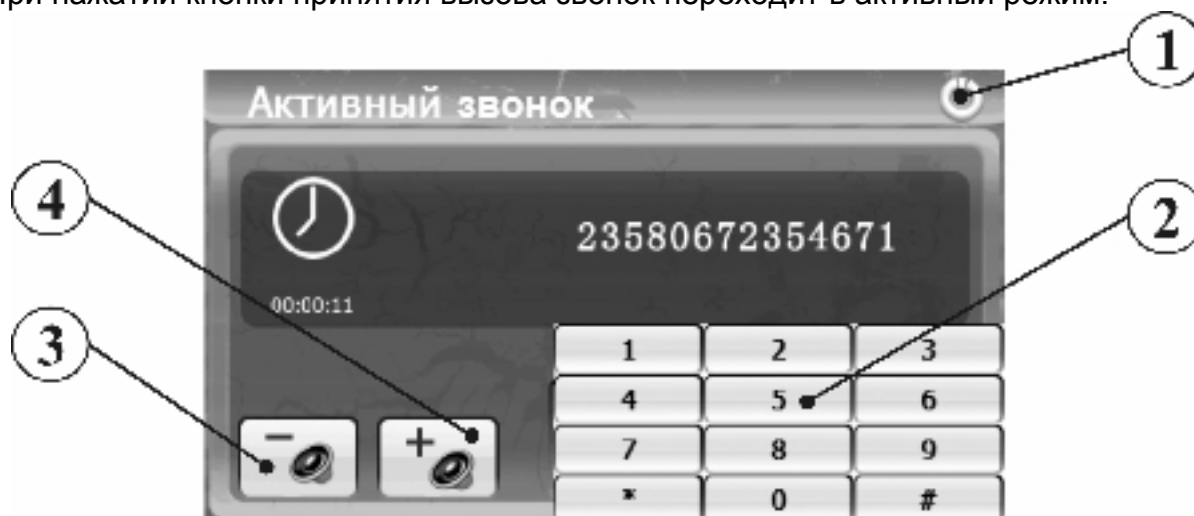 при нажатии кнопки принятия вызова звонок переходит в активный режим.
1
Активный звонок
4
23580672354671
2
00:00:11
3
1 2 3
4 5 6
7 8 9
* 0 #
- +